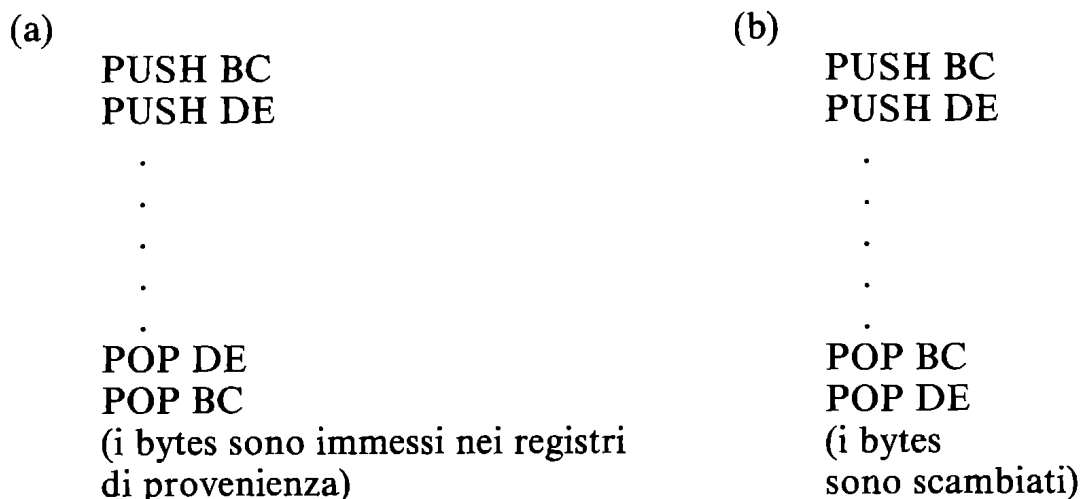 (a)
PUSH BC
PUSH DE
.
.
.
.
.
POP DE
POP BC
(i bytes sono immessi nei registri
di provenienza)
(b)
PUSH BC
PUSH DE
.
.
.
.
.
POP BC
POP DE
(i bytes
sono scambiati)